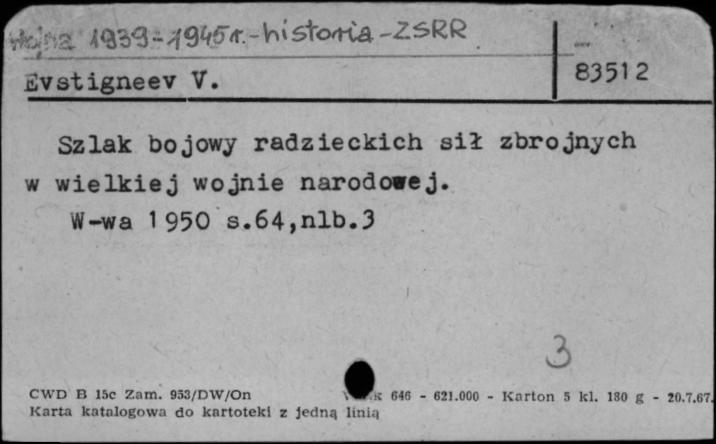 Wojna 1939-1945r.-historia-ZSRR
83512
Evstigneev V.
Szlak bojowy radzieckich sił zbrojnych
w wielkiej wojnie narodowej.
W-wa 1950 s.64,nlb.3
3
CWD B 15c Zam. 953/DW/On 646 - 621.000 - Karton 5 kl. 180 g - 20.7.67.
Karta katalogowa do kartoteki z jedną linią